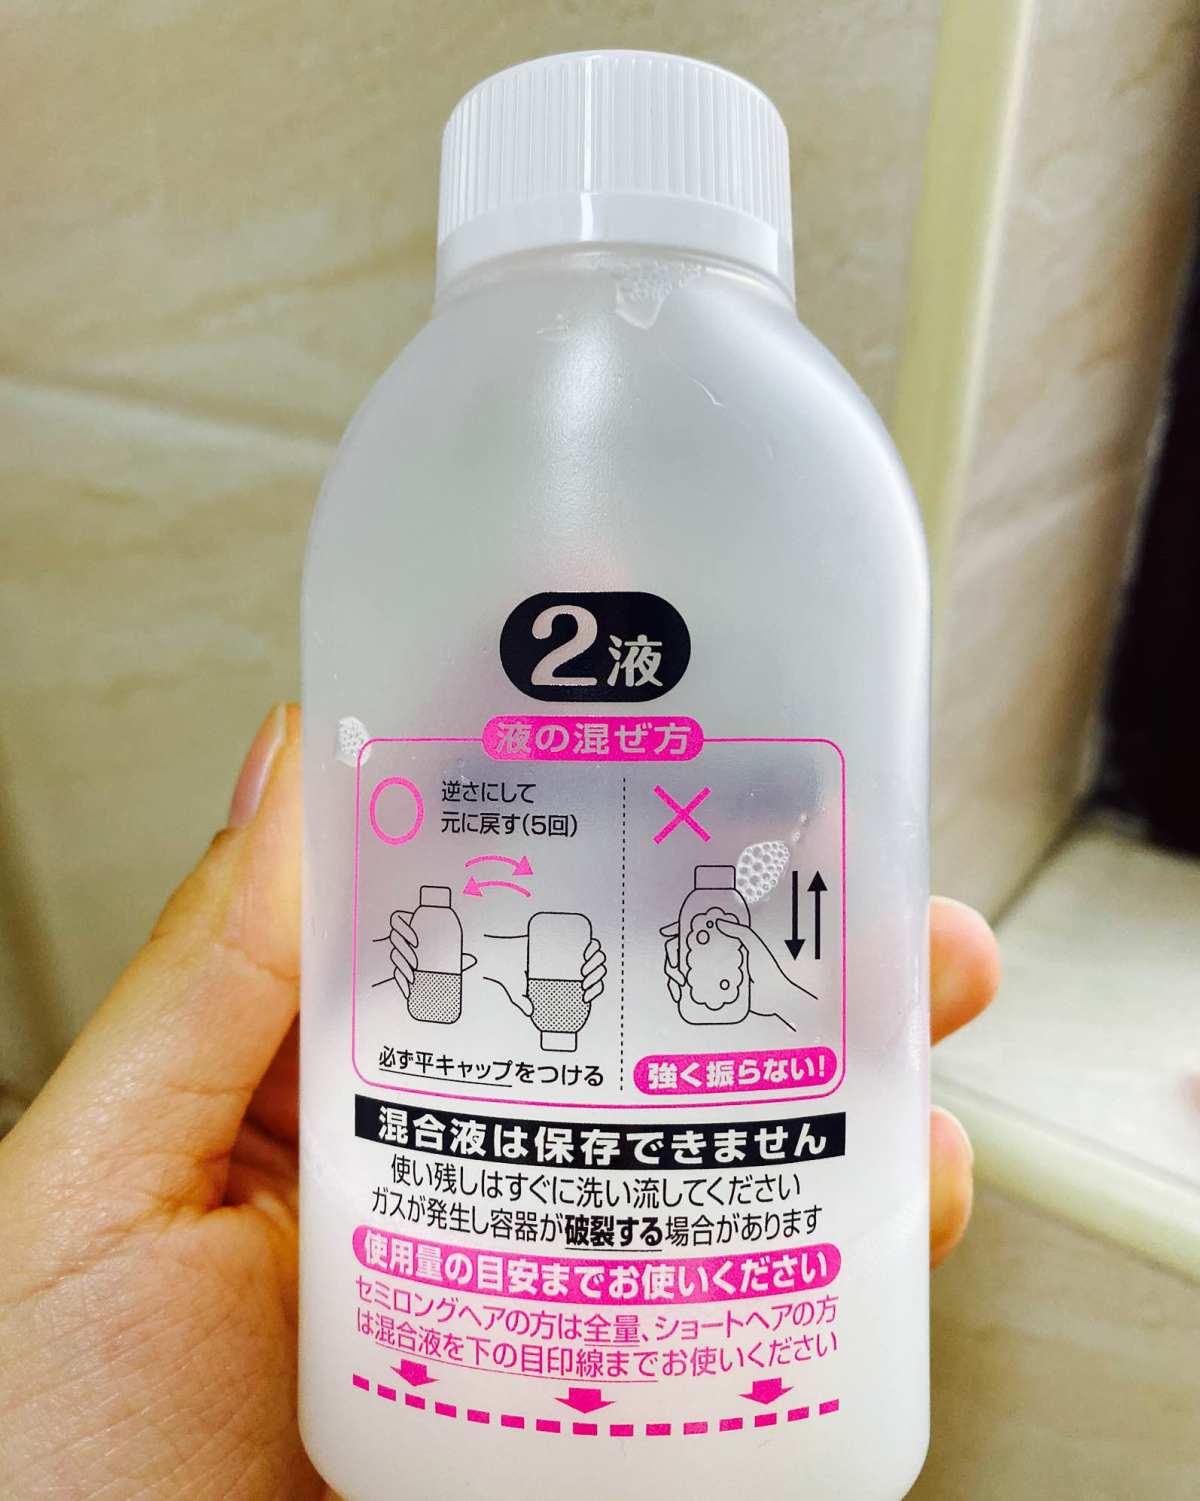 2液
液の混ぜ方
逆さにして
元に戻す(5回)
必ず平キャップをつける
強く振らない!
混合液は保存できません
使い残しはすぐに洗い流してください
ガスが発生し容器が破裂する場合があります
使用量の目安までお使いください
セミロングヘアの方は全量、ショートヘアの方
は混合液を下の目印線までお使いください